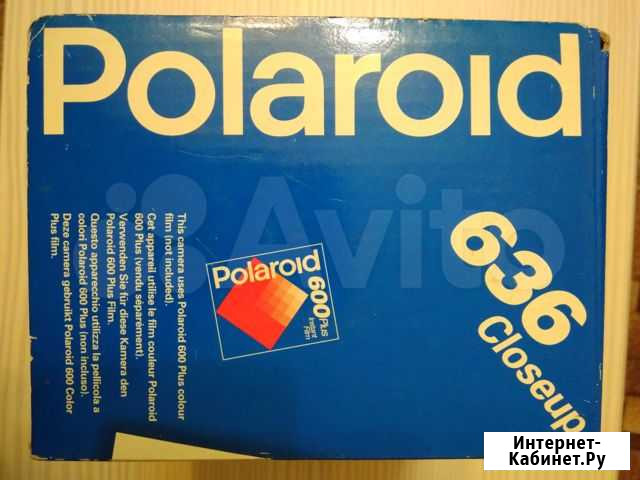 Polaroid
636
Closeup
Polaroid
600 Plus
Instant
Film
This camera uses Polaroid 600 Plus colour
film (not included).
Cet appareil utilise le film couleur Polaroid
600 Plus (vendu séparément).
Verwenden Sie für diese Kamera den
Polaroid 600 Plus Film.
Questo apparecchio utilizza la pellicola a
colori Polaroid 600 Plus (non incluso).
Deze camera gebruikt Polaroid 600 Color
Plus film.
Avito
Интернет-
Кабинет.Ру